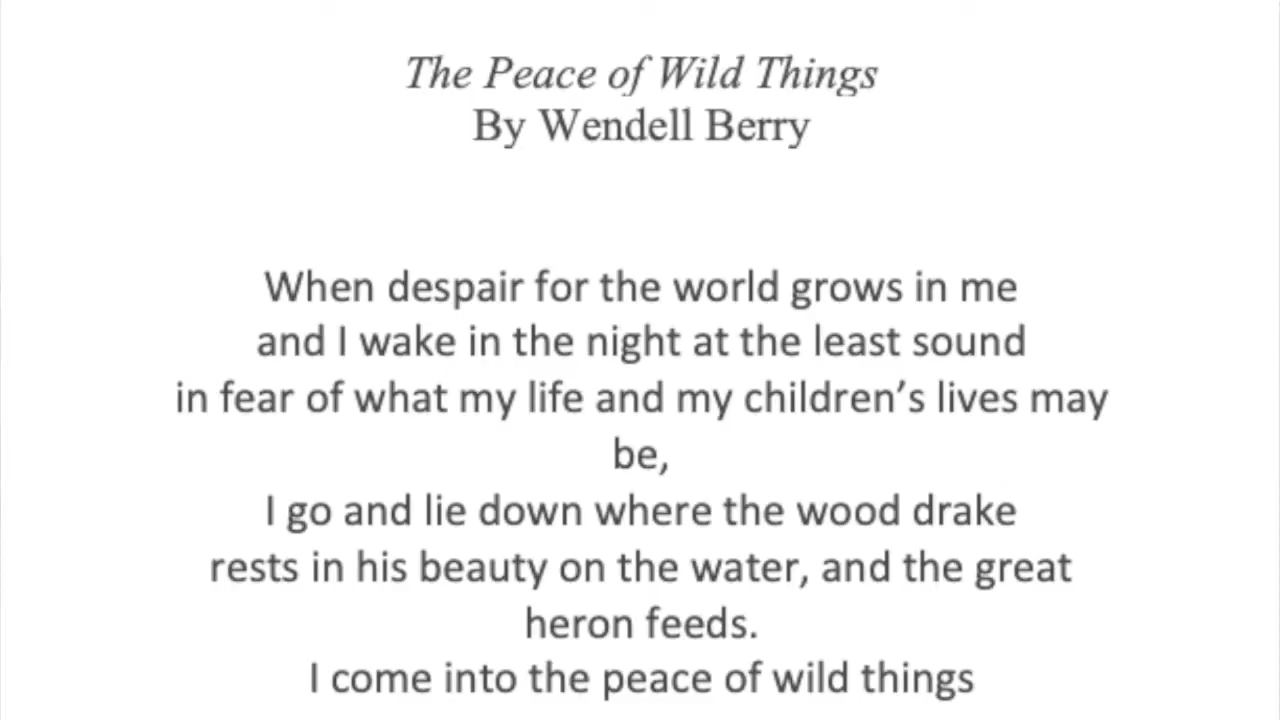 The Peace of Wild Things
By Wendell Berry
When despair for the world grows in me
and I wake in the night at the least sound
in fear of what my life and my children’s lives may
be,
I go and lie down where the wood drake
rests in his beauty on the water, and the great
heron feeds.
I come into the peace of wild things